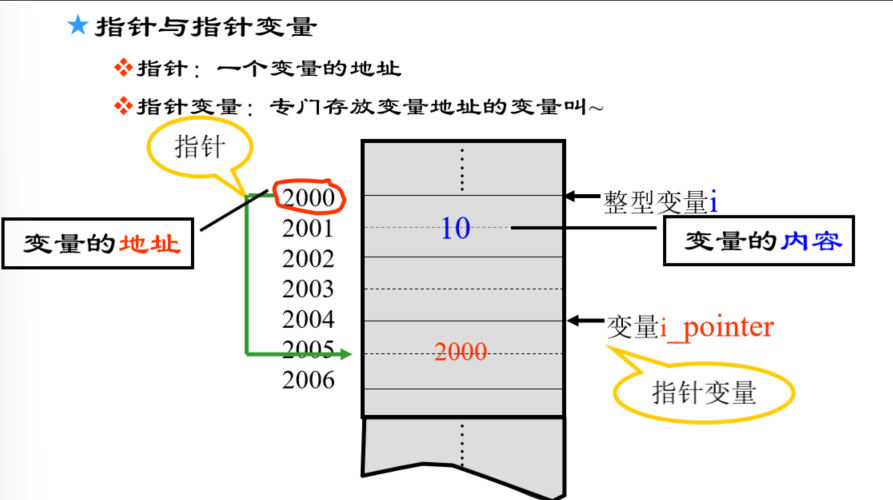 ★ 指针与指针变量
❖指针：一个变量的地址
❖指针变量：专门存放变量地址的变量叫~
指针
2000
整型变量i
变量的地址
2001
10
变量的内容
2002
2003
2004
变量i_pointer
2005
2000
2006
指针变量